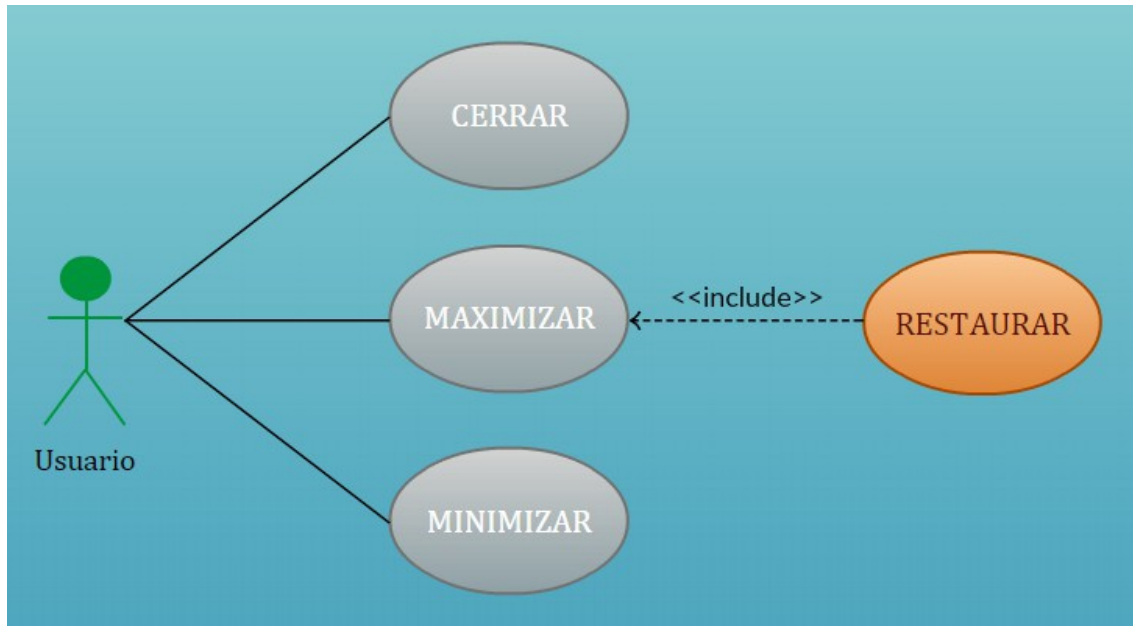 CERRAR
MAXIMIZAR
<<include>>
RESTAURAR
Usuario
MINIMIZAR